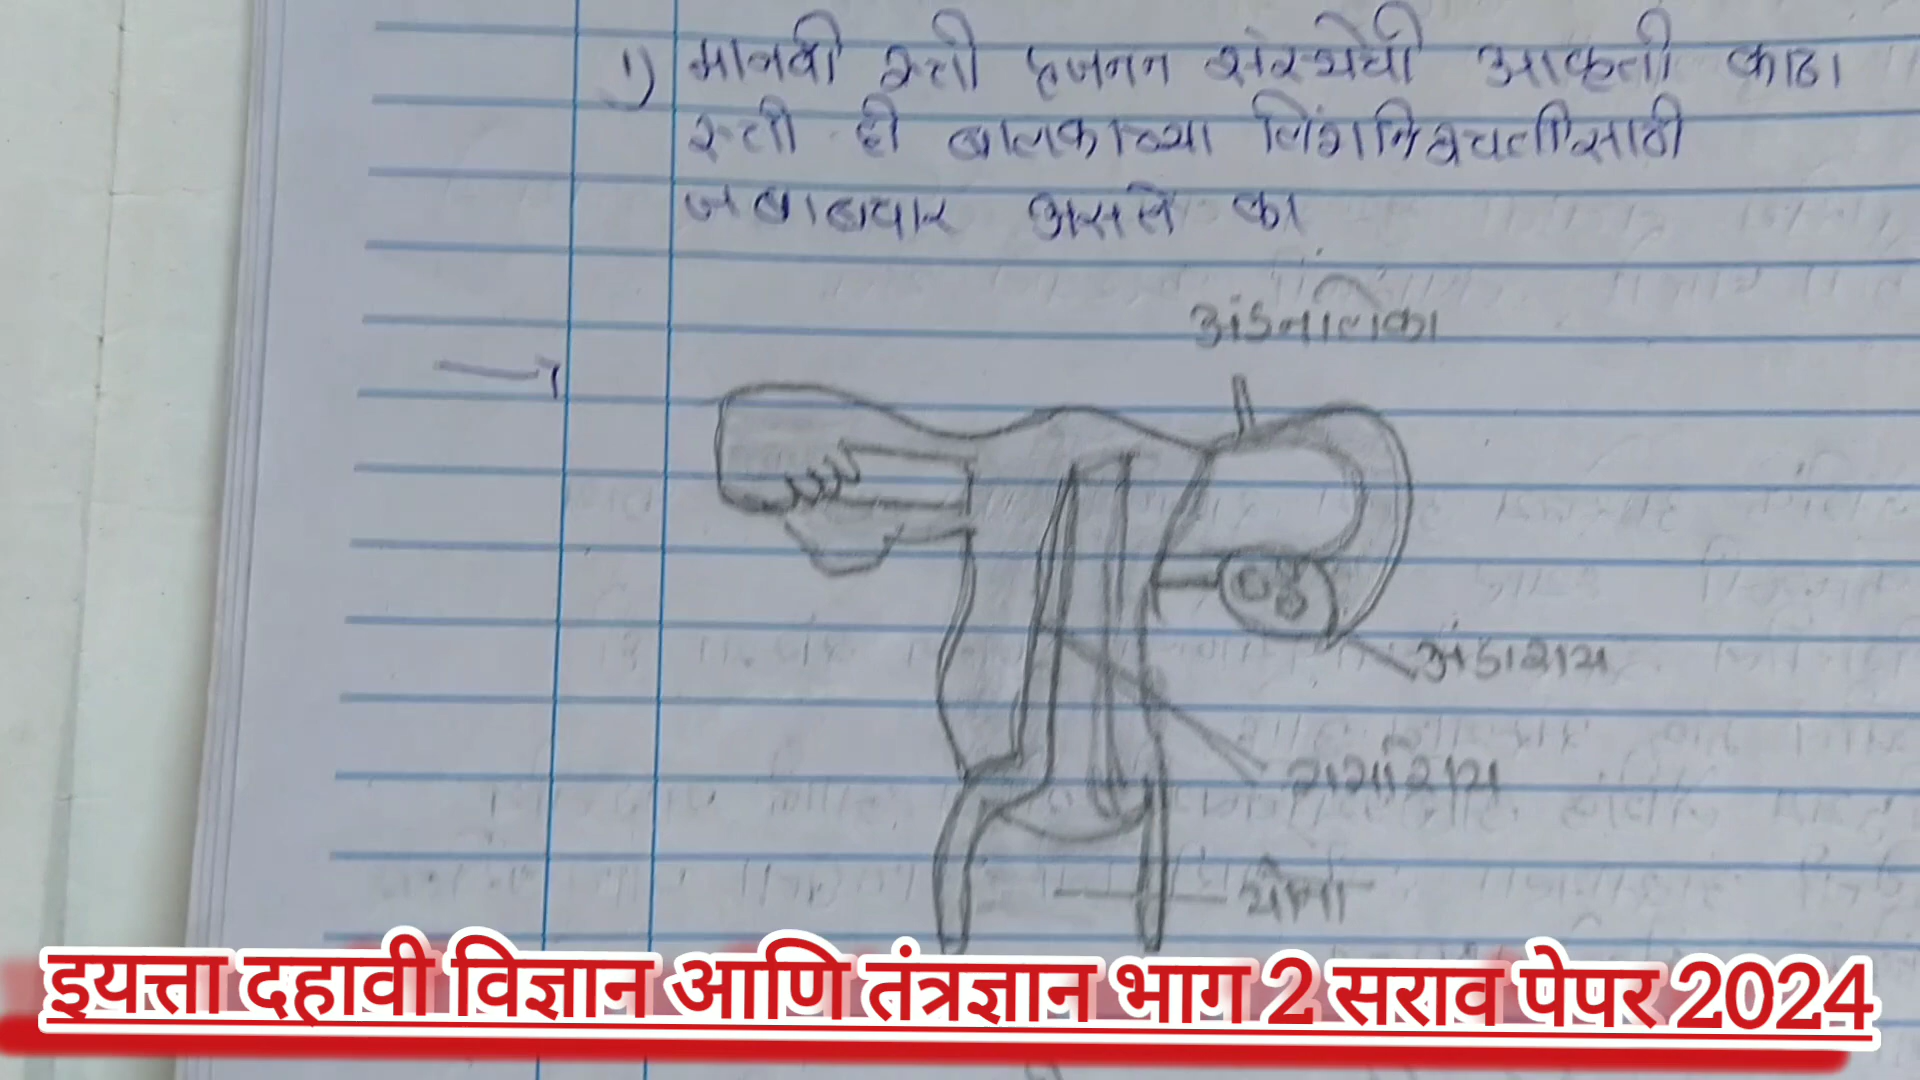 1) मानवी स्त्री प्रजनन संस्थेची आकृती काढा
स्त्री ही बालकाच्या लिंगनिश्चतीसाठी
जबाबदार असते का
अंडनलिका
अंडाशय
गर्भाशय
योनी
इयत्ता दहावी विज्ञान आणि तंत्रज्ञान भाग 2 सराव पेपर 2024